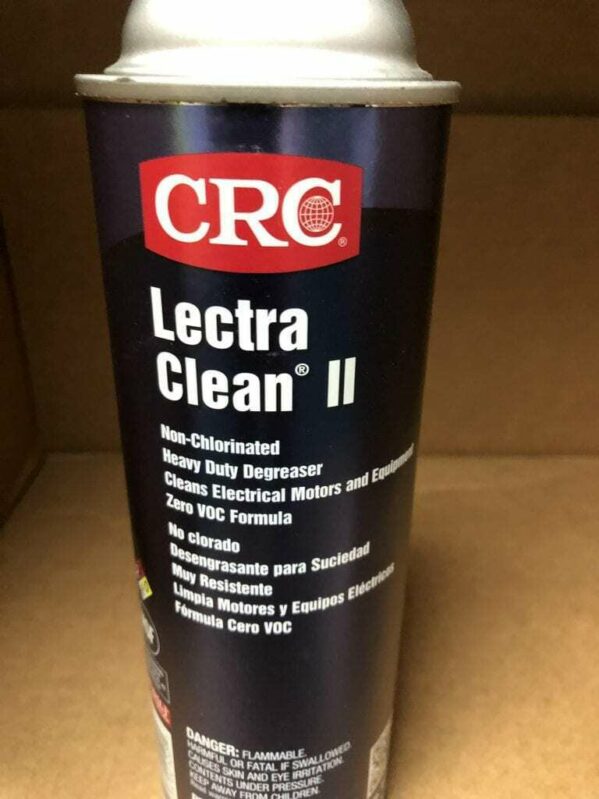 CRC®
Lectra
Clean® II
Non-Chlorinated
Heavy Duty Degreaser
Cleans Electrical Motors and Equipment
Zero VOC Formula
No clorado
Desengrasante para Suciedad
Muy Resistente
Limpia Motores y Equipos Eléctricos
Fórmula Cero VOC
DANGER: FLAMMABLE.
HARMFUL OR FATAL IF SWALLOWED.
CAUSES SKIN AND EYE IRRITATION.
CONTENTS UNDER PRESSURE.
KEEP AWAY FROM CHILDREN.